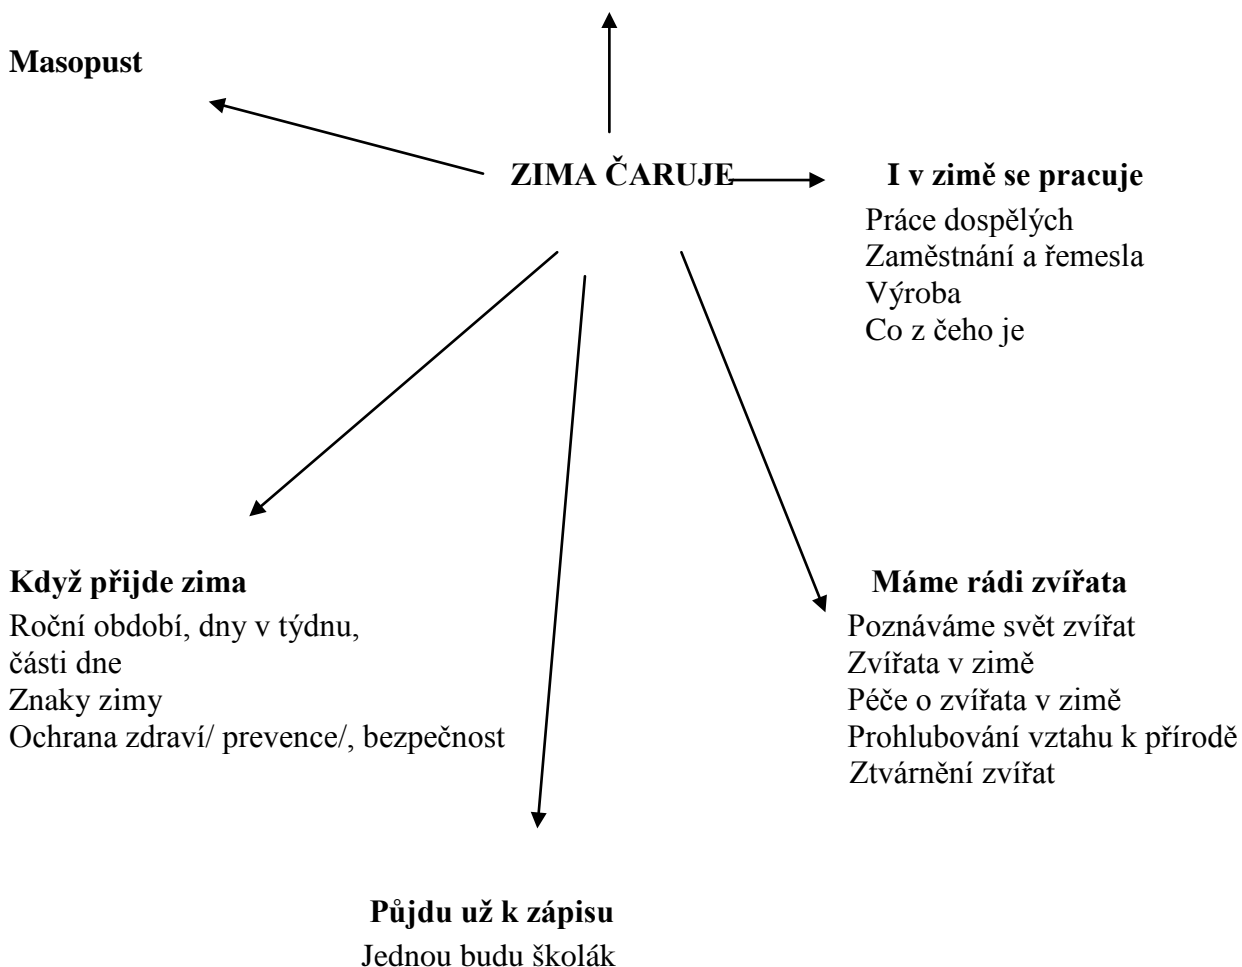 Masopust
ZIMA ČARUJE
I v zimě se pracuje
Práce dospělých
Zaměstnání a řemesla
Výroba
Co z čeho je
Když přijde zima
Roční období, dny v týdnu,
části dne
Znaky zimy
Ochrana zdraví/ prevence/, bezpečnost
Máme rádi zvířata
Poznáváme svět zvířat
Zvířata v zimě
Péče o zvířata v zimě
Prohlubování vztahu k přírodě
Ztvárnění zvířat
Půjdu už k zápisu
Jednou budu školák